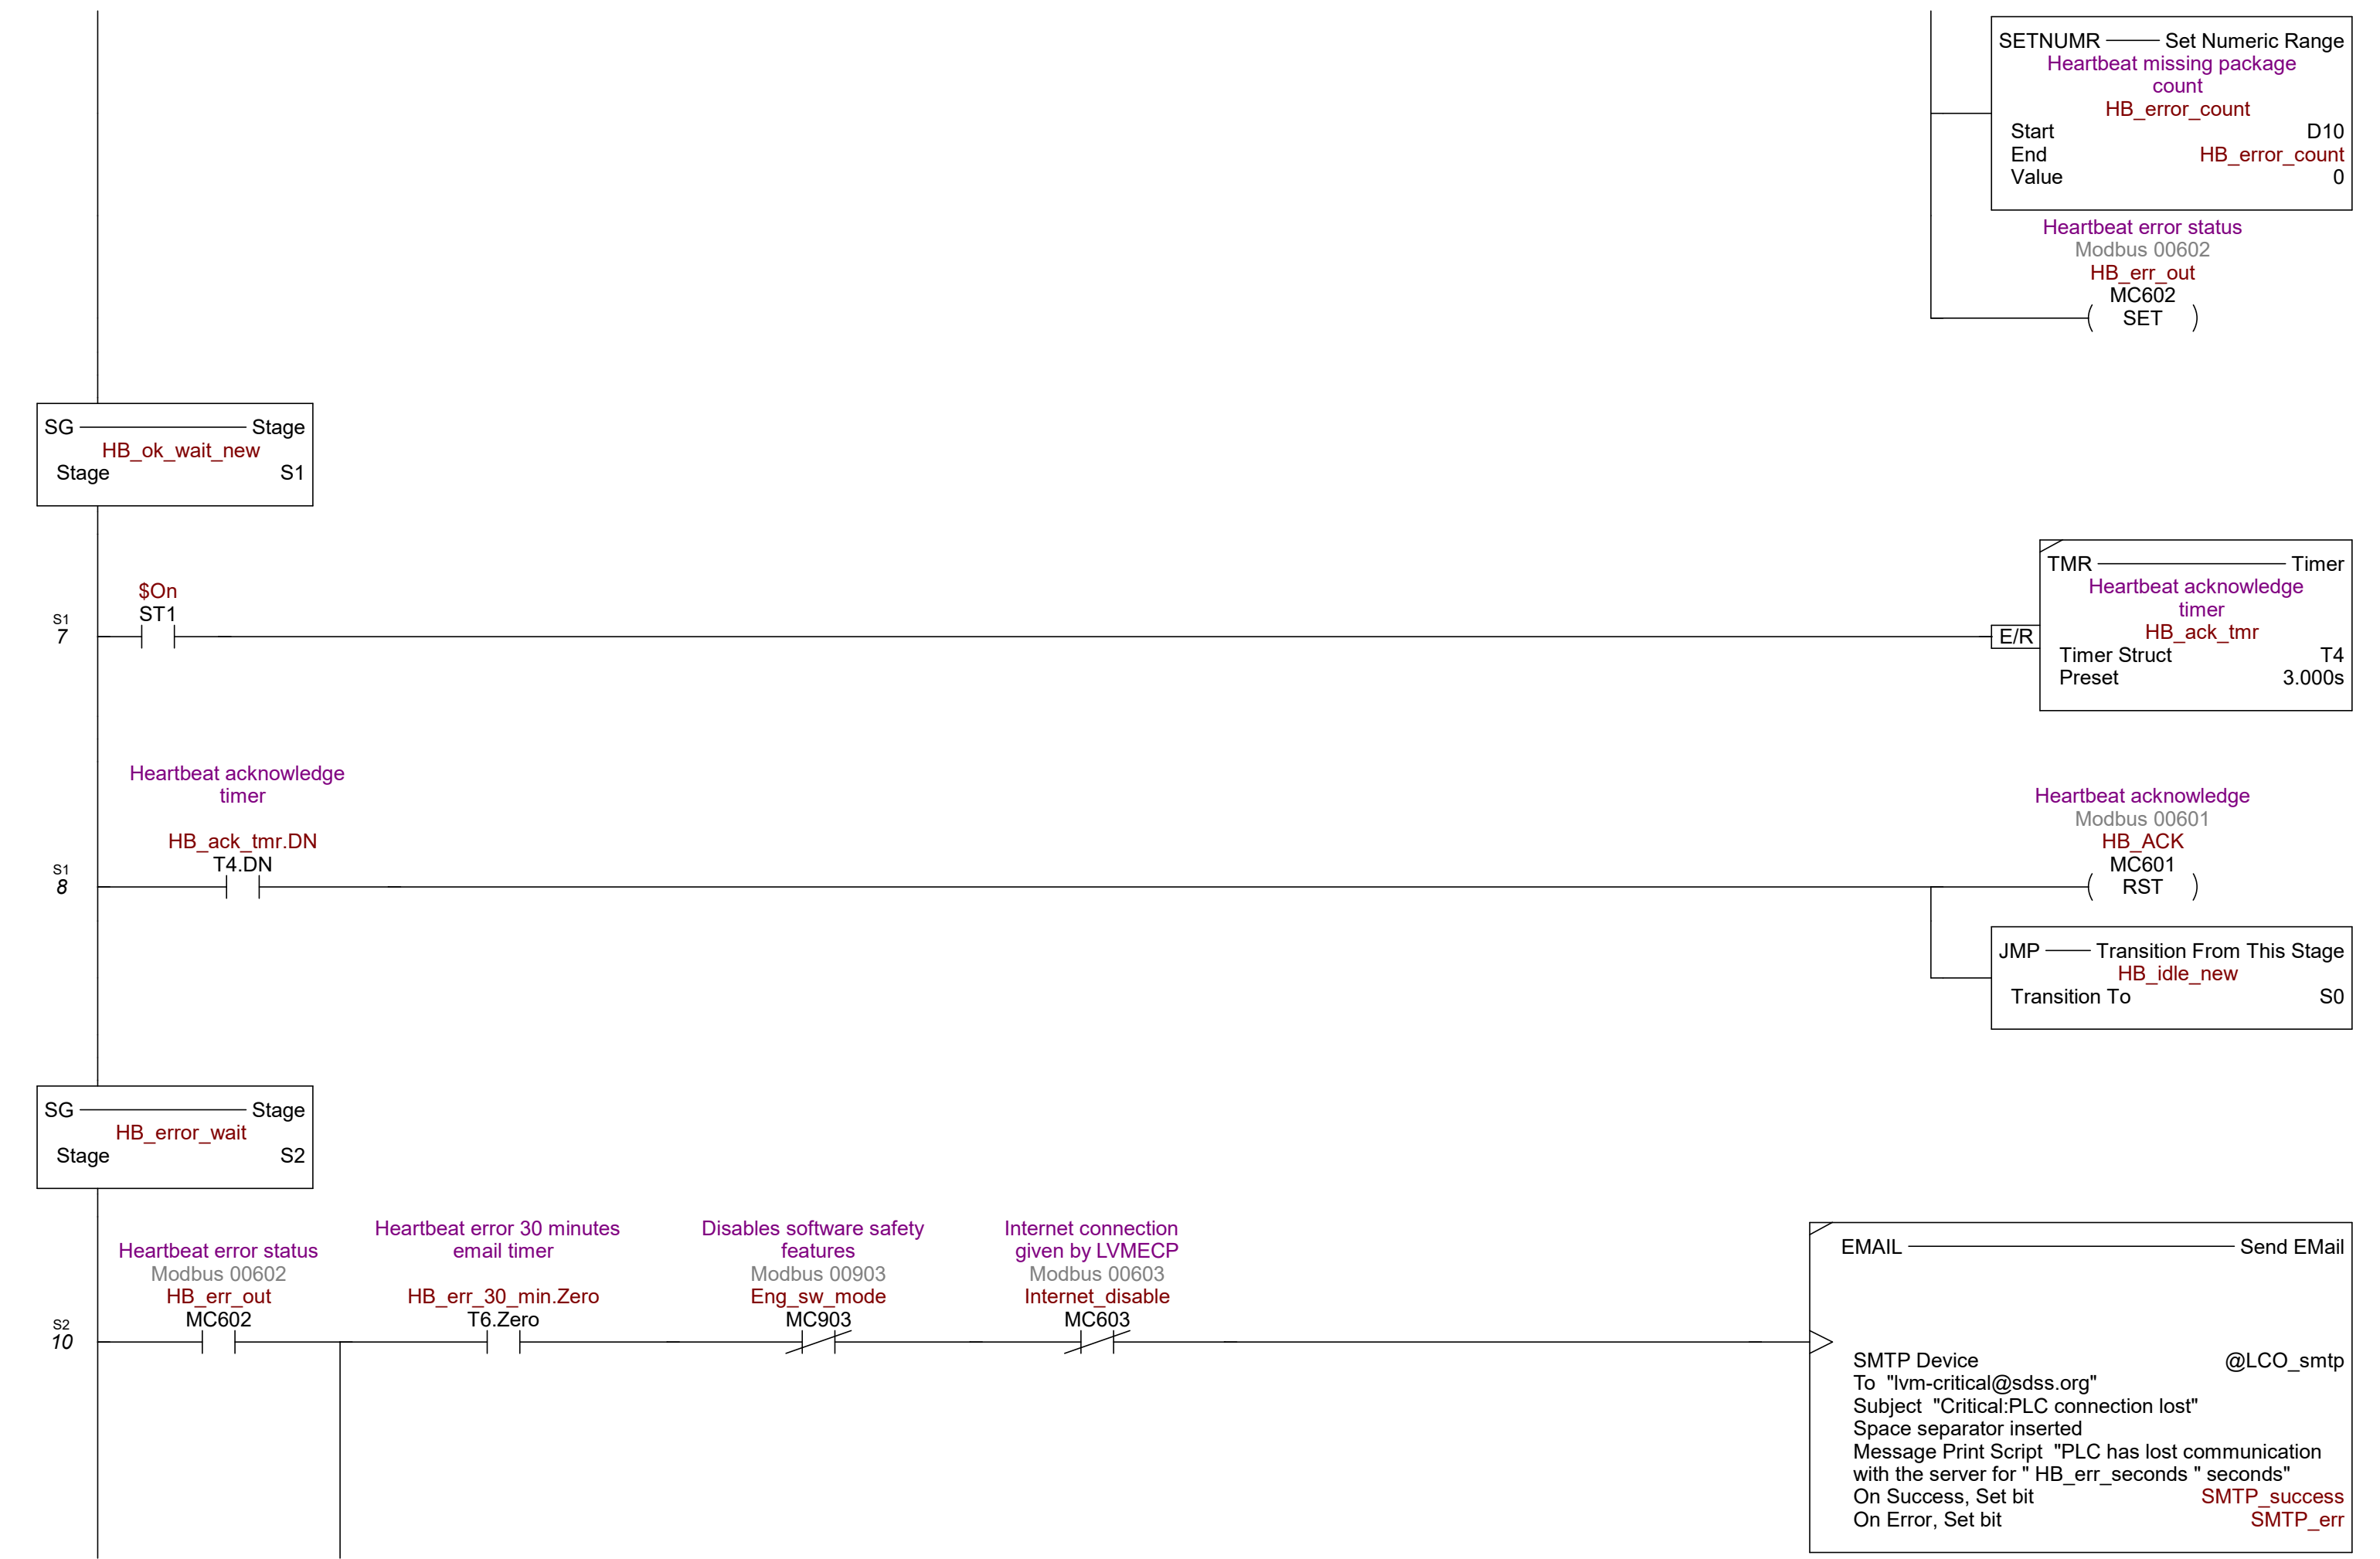 SETNUMR Set Numeric Range
Heartbeat missing package
count
HB_error_count
Start D10
End HB_error_count
Value 0
Heartbeat error status
Modbus 00602
HB_err_out
MC602
SET
SG Stage
HB_ok_wait_new
Stage S1
$On
ST1
S1
7
E/R
TMR Timer
Heartbeat acknowledge
timer
HB_ack_tmr
Timer Struct T4
Preset 3.000s
Heartbeat acknowledge
timer
HB_ack_tmr.DN
T4.DN
S1
8
Heartbeat acknowledge
Modbus 00601
HB_ACK
MC601
RST
JMP Transition From This Stage
HB_idle_new
Transition To S0
SG Stage
HB_error_wait
Stage S2
S2
10
Heartbeat error status
Modbus 00602
HB_err_out
MC602
Heartbeat error 30 minutes
email timer
HB_err_30_min.Zero
T6.Zero
Disables software safety
features
Modbus 00903
Eng_sw_mode
MC903
Internet connection
given by LVMECP
Modbus 00603
Internet_disable
MC603
EMAIL Send EMail
SMTP Device @LCO_smtp
To "lvm-critical@sdss.org"
Subject "Critical:PLC connection lost"
Space separator inserted
Message Print Script "PLC has lost communication
with the server for " HB_err_seconds " seconds"
On Success, Set bit SMTP_success
On Error, Set bit SMTP_err